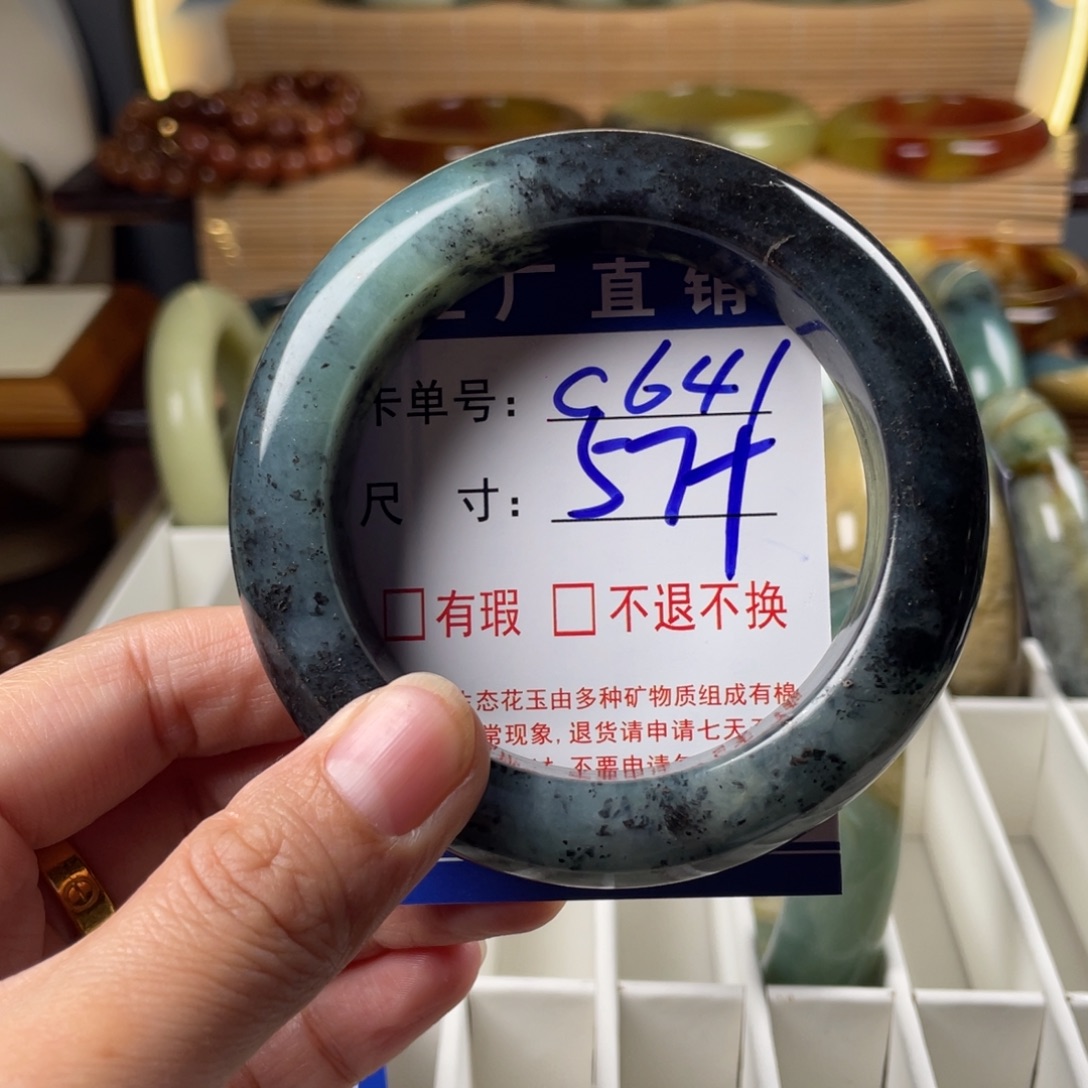 厂直销
卡单号: C641
尺 寸: 57H
□有瑕 □不退不换
态花玉由多种矿物质组成有棉
常现象,退货请申请七天
不要申请